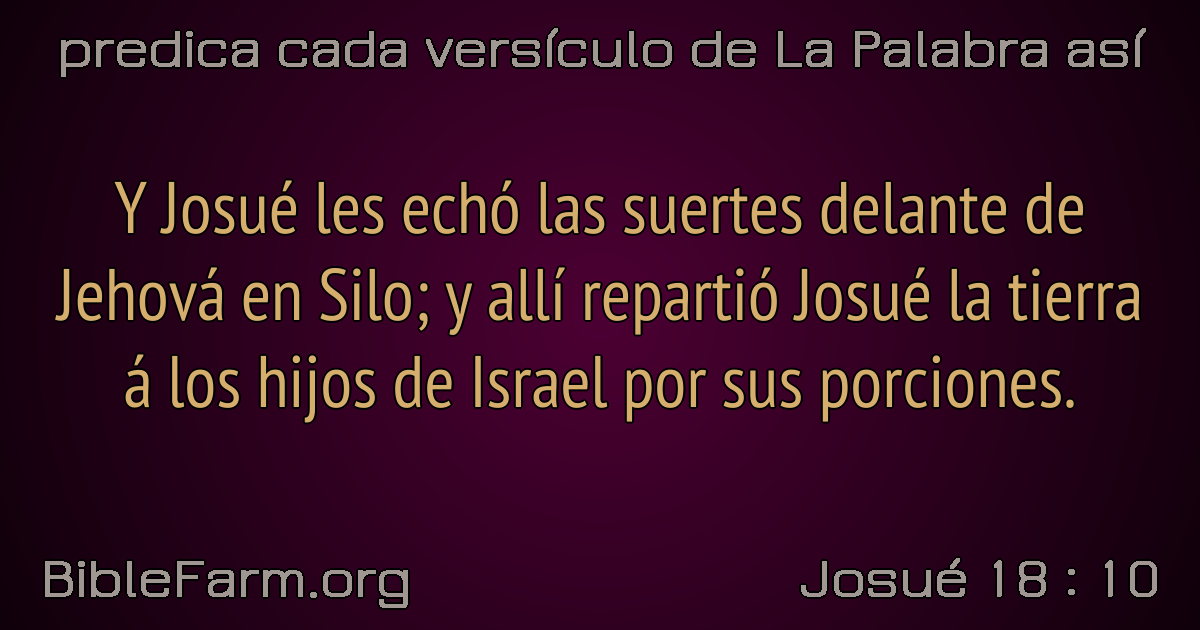 predica cada versículo de La Palabra así
Y Josué les echó las suertes delante de
Jehová en Silo; y allí repartió Josué la tierra
á los hijos de Israel por sus porciones.
BibleFarm.org
Josué 18 : 10